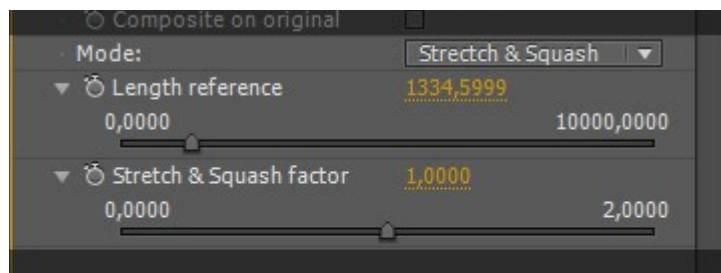 Composite on original
Mode: Strectch & Squash
Length reference 1334,5999
0,0000 10000,0000
Stretch & Squash factor 1,0000
0,0000 2,0000